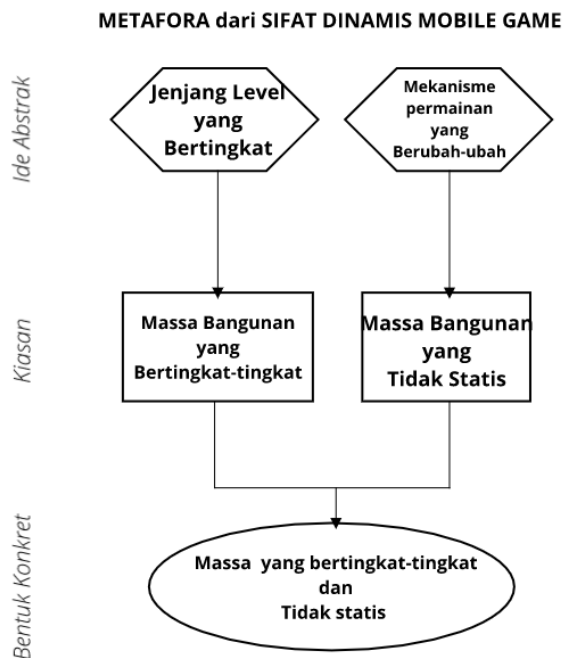 METAFORA dari SIFAT DINAMIS MOBILE GAME
Ide Abstrak
Jenjang Level
yang
Bertingkat
Mekanisme
permainan
yang
Berubah-ubah
Kiasan
Massa Bangunan
yang
Bertingkat-tingkat
Massa Bangunan
yang
Tidak Statis
Bentuk Konkret
Massa yang bertingkat-tingkat
dan
Tidak statis